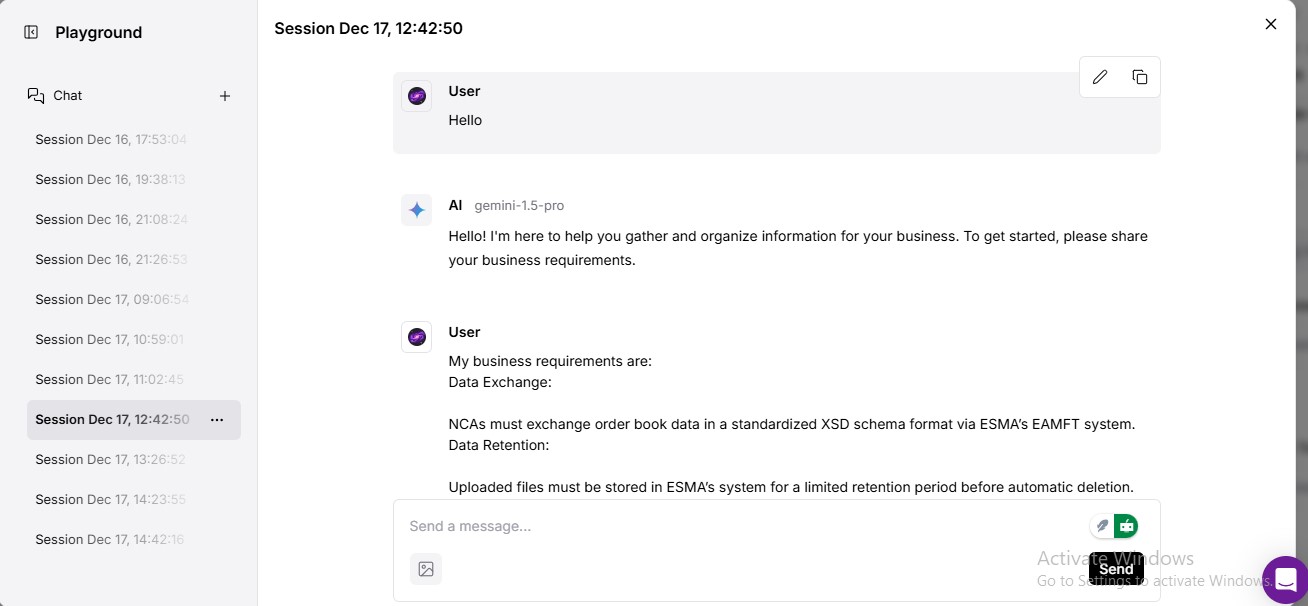 Playground
Chat
Session Dec 16, 17:53:04
Session Dec 16, 19:38:13
Session Dec 16, 21:08:24
Session Dec 16, 21:26:53
Session Dec 17, 09:06:54
Session Dec 17, 10:59:01
Session Dec 17, 11:02:45
Session Dec 17, 12:42:50
Session Dec 17, 13:26:52
Session Dec 17, 14:23:55
Session Dec 17, 14:42:16
Session Dec 17, 12:42:50
User
Hello
AI gemini-1.5-pro
Hello! I'm here to help you gather and organize information for your business. To get started, please share
your business requirements.
User
My business requirements are:
Data Exchange:
NCAs must exchange order book data in a standardized XSD schema format via ESMA's EAMFT system.
Data Retention:
Uploaded files must be stored in ESMA's system for a limited retention period before automatic deletion.
Send a message...
Send
Activate Windows
Go to Settings to activate Windows.